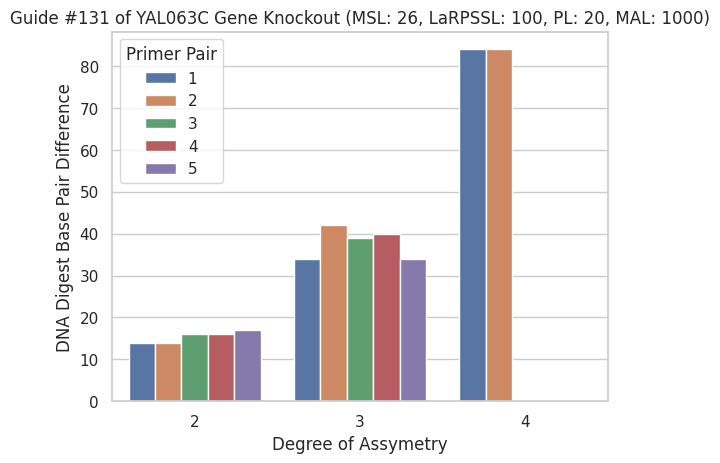 Guide #131 of YAL063C Gene Knockout (MSL: 26, LaRPSSL: 100, PL: 20, MAL: 1000)
Primer Pair
1
2
3
4
5
DNA Digest Base Pair Difference
80
70
60
50
40
30
20
10
0
2 3 4
Degree of Assymetry